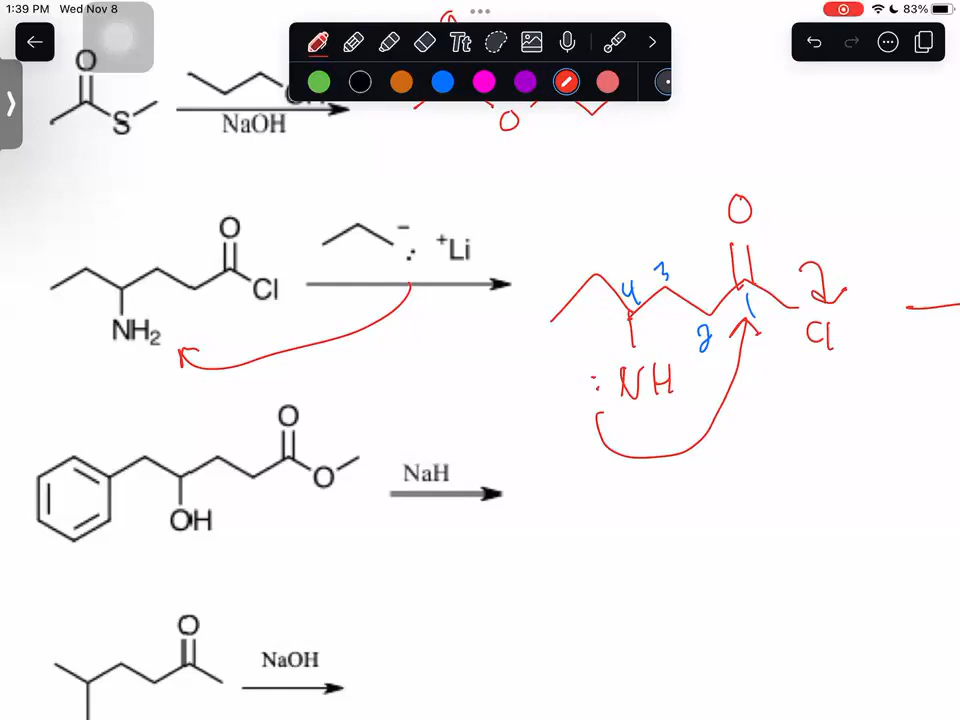 1:39 PM Wed Nov 8
83%
Tt
O
S
NaOH
O
O
Cl
NH₂
− : ⁺Li
O
4 3 2 1
Cl
: NH
O
O
OH
NaH
O
NaOH